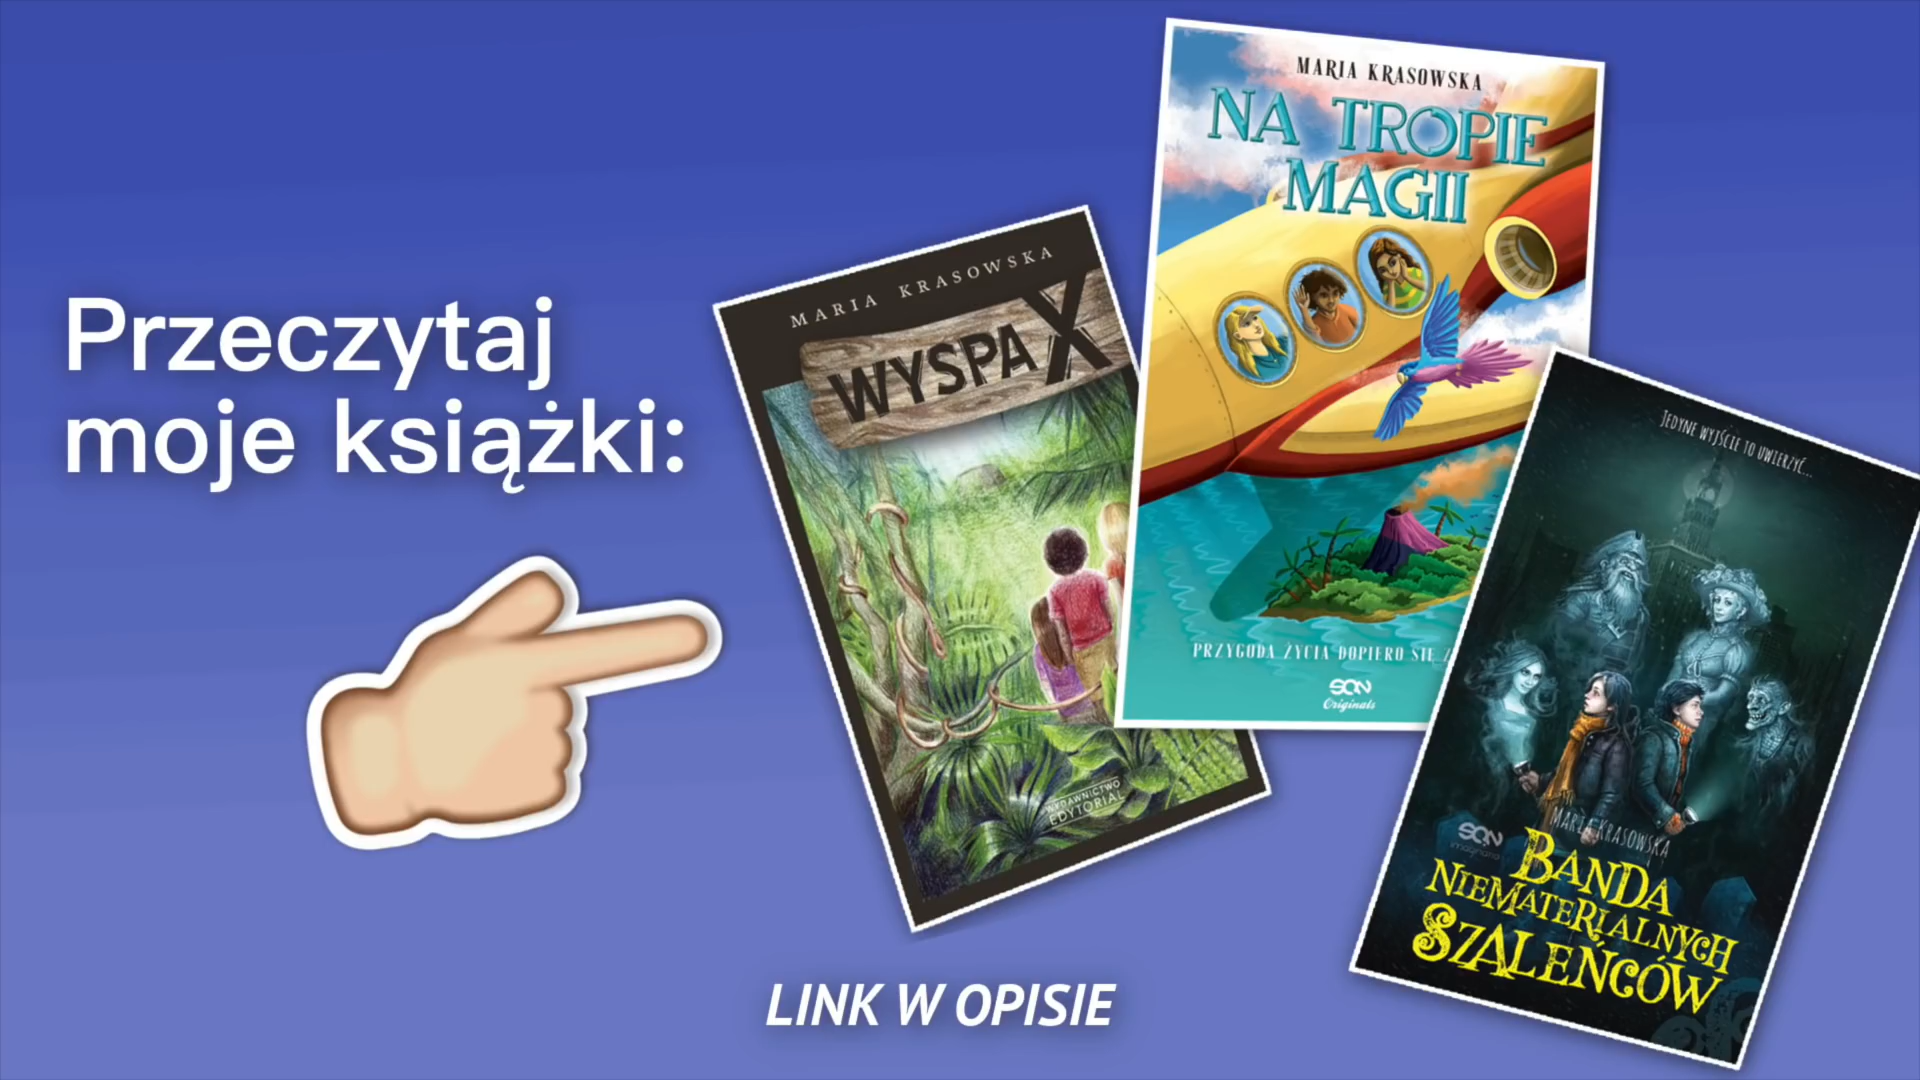 Przeczytaj
moje książki:
MARIA KRASOWSKA
WYSPA X
WYDAWNICTWO
EDYTORIAL
MARIA KRASOWSKA
NA TROPIE
MAGII
PRZYGODA ŻYCIA DOPIERO SIĘ
SQN
Originals
JEDYNE WYJŚCIE TO UWIERZYĆ...
SQN
imaginatio
MARIA KRASOWSKA
BANDA
NIEMATERIALNYCH
SZALEŃCÓW
LINK W OPISIE